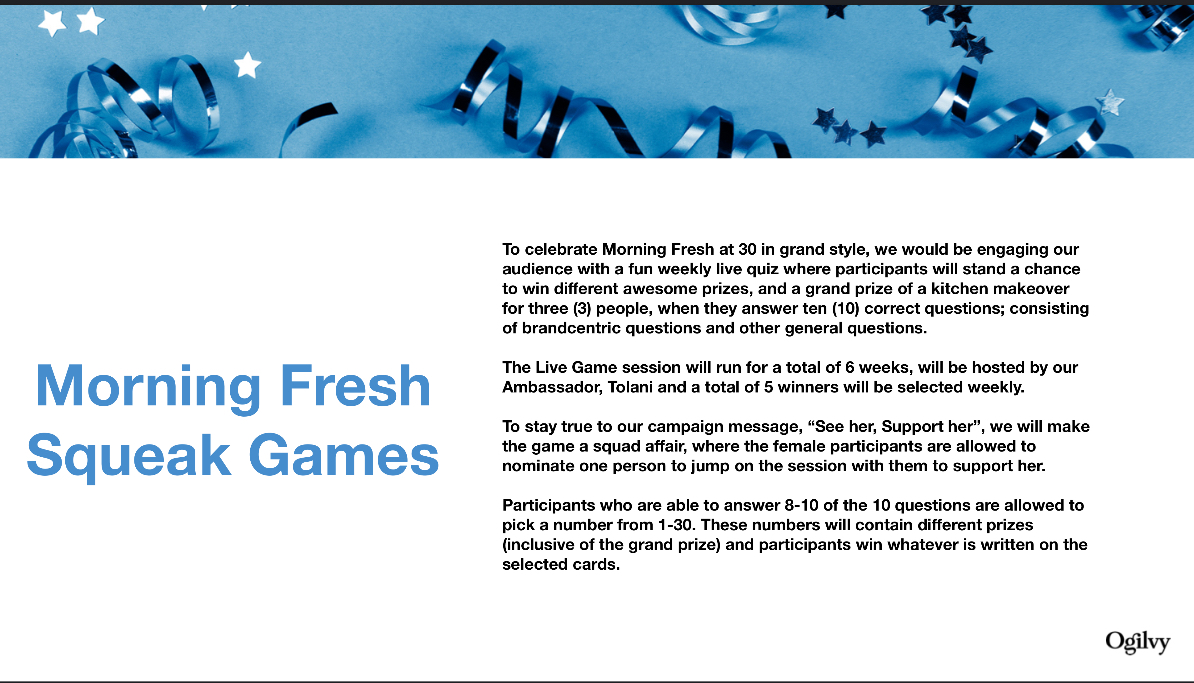 Morning Fresh
Squeak Games
To celebrate Morning Fresh at 30 in grand style, we would be engaging our
audience with a fun weekly live quiz where participants will stand a chance
to win different awesome prizes, and a grand prize of a kitchen makeover
for three (3) people, when they answer ten (10) correct questions; consisting
of brandcentric questions and other general questions.
The Live Game session will run for a total of 6 weeks, will be hosted by our
Ambassador, Tolani and a total of 5 winners will be selected weekly.
To stay true to our campaign message, “See her, Support her”, we will make
the game a squad affair, where the female participants are allowed to
nominate one person to jump on the session with them to support her.
Participants who are able to answer 8-10 of the 10 questions are allowed to
pick a number from 1-30. These numbers will contain different prizes
(inclusive of the grand prize) and participants win whatever is written on the
selected cards.
Ogilvy